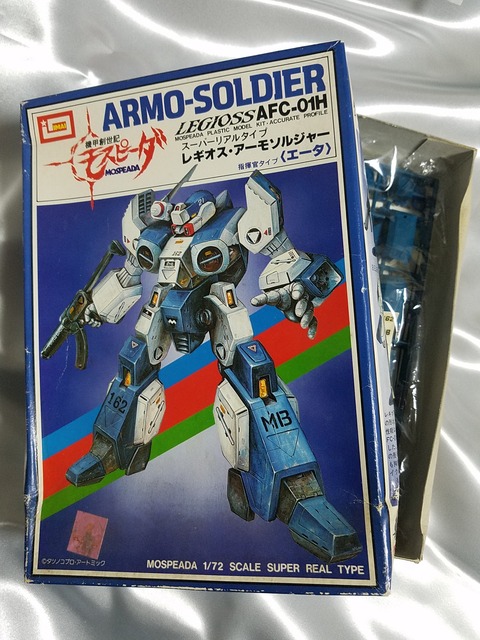 IMAI
ARMO-SOLDIER
LEGIOSS AFC-01H
MOSPEADA PLASTIC MODEL KIT・ACCURATE PROFILE
スーパーリアルタイプ
機甲創世記
モスピーダ
MOSPEADA
レギオス・アーモソルジャー
指揮官タイプ〈エータ〉
21
162
162
MB
©タツノコプロ・アートミック
MOSPEADA 1/72 SCALE SUPER REAL TYPE